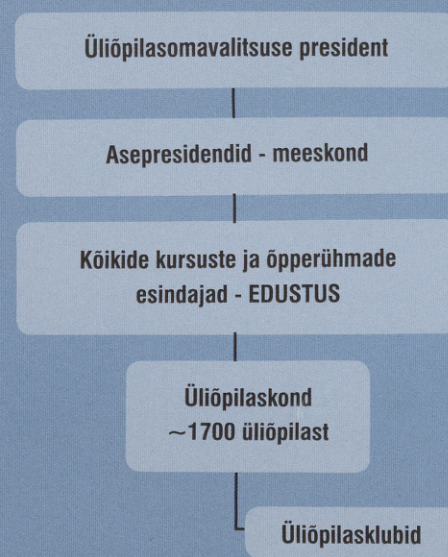 Üliõpilasomavalitsuse president
Asepresidendid - meeskond
Kõikide kursuste ja õpperühmade
esindajad - EDUSTUS
Üliõpilaskond
~1700 üliõpilast
Üliõpilasklubid